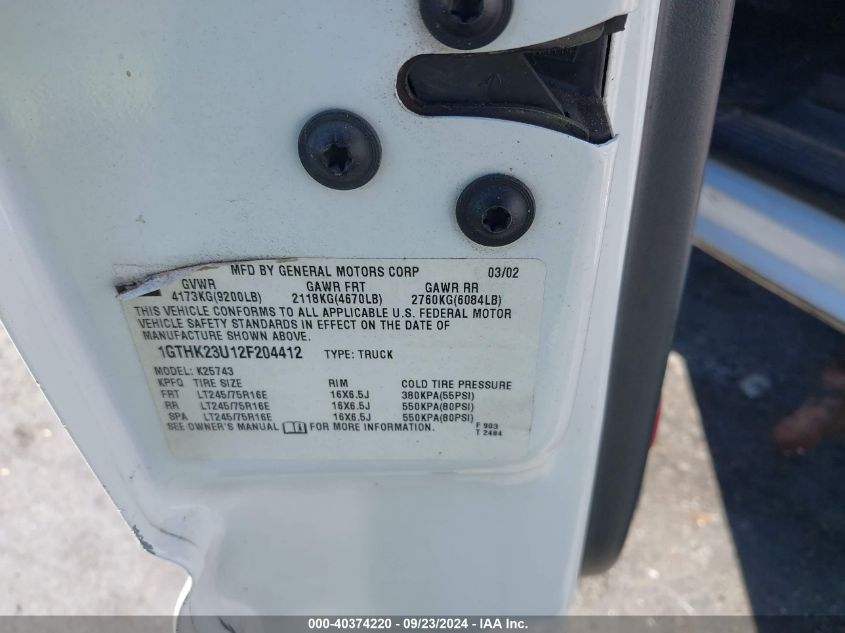 MFD BY GENERAL MOTORS CORP 03/02
GVWR GAWR FRT GAWR RR
4173KG(9200LB) 2118KG(4670LB) 2760KG(6084LB)
THIS VEHICLE CONFORMS TO ALL APPLICABLE U.S. FEDERAL MOTOR
VEHICLE SAFETY STANDARDS IN EFFECT ON THE DATE OF
MANUFACTURE SHOWN ABOVE.
1GTHK23U12F204412 TYPE: TRUCK
MODEL: K25743
KPFQ TIRE SIZE RIM COLD TIRE PRESSURE
FRT LT245/75R16E 16X6.5J 380KPA(55PSI)
RR LT245/75R16E 16X6.5J 550KPA(80PSI)
SPA LT245/75R16E 16X6.5J 550KPA(80PSI)
SEE OWNER'S MANUAL FOR MORE INFORMATION. F 903
T 2484
000-40374220 - 09/23/2024 - IAA Inc.